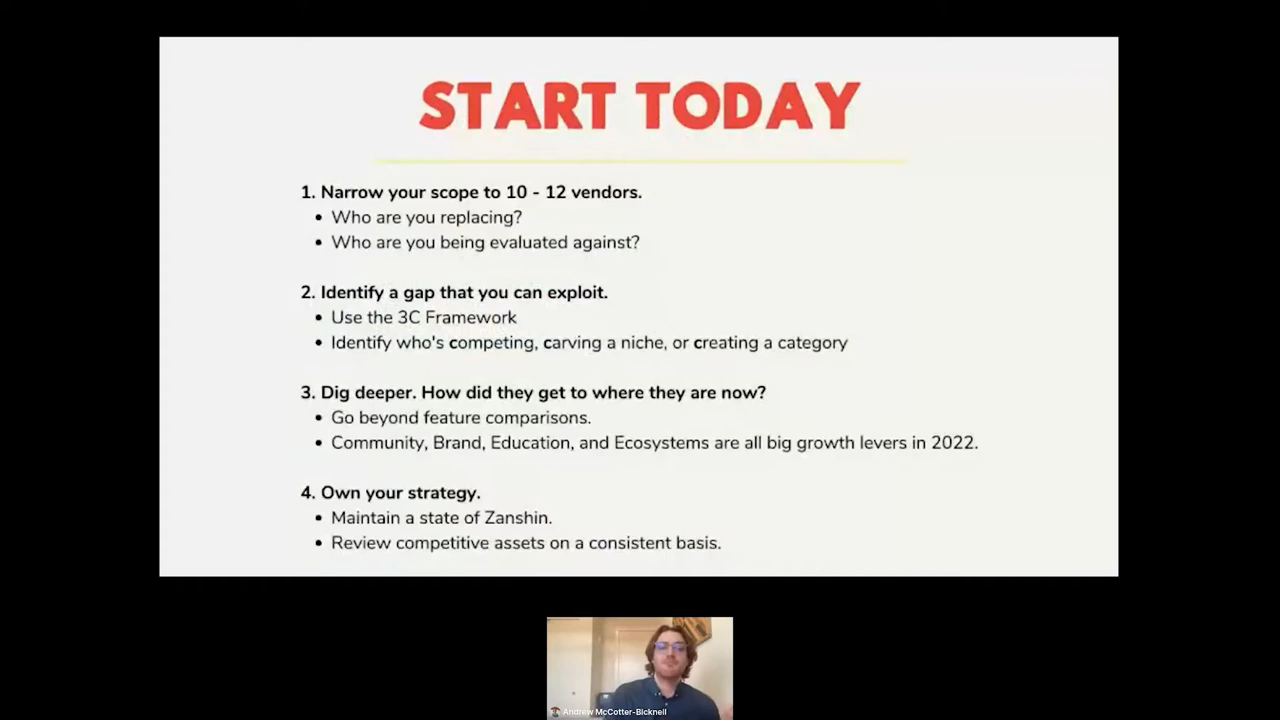 START TODAY
1. Narrow your scope to 10 - 12 vendors.
• Who are you replacing?
• Who are you being evaluated against?
2. Identify a gap that you can exploit.
• Use the 3C Framework
• Identify who's competing, carving a niche, or creating a category
3. Dig deeper. How did they get to where they are now?
• Go beyond feature comparisons.
• Community, Brand, Education, and Ecosystems are all big growth levers in 2022.
4. Own your strategy.
• Maintain a state of Zanshin.
• Review competitive assets on a consistent basis.
Andrew McCotter-Bicknell